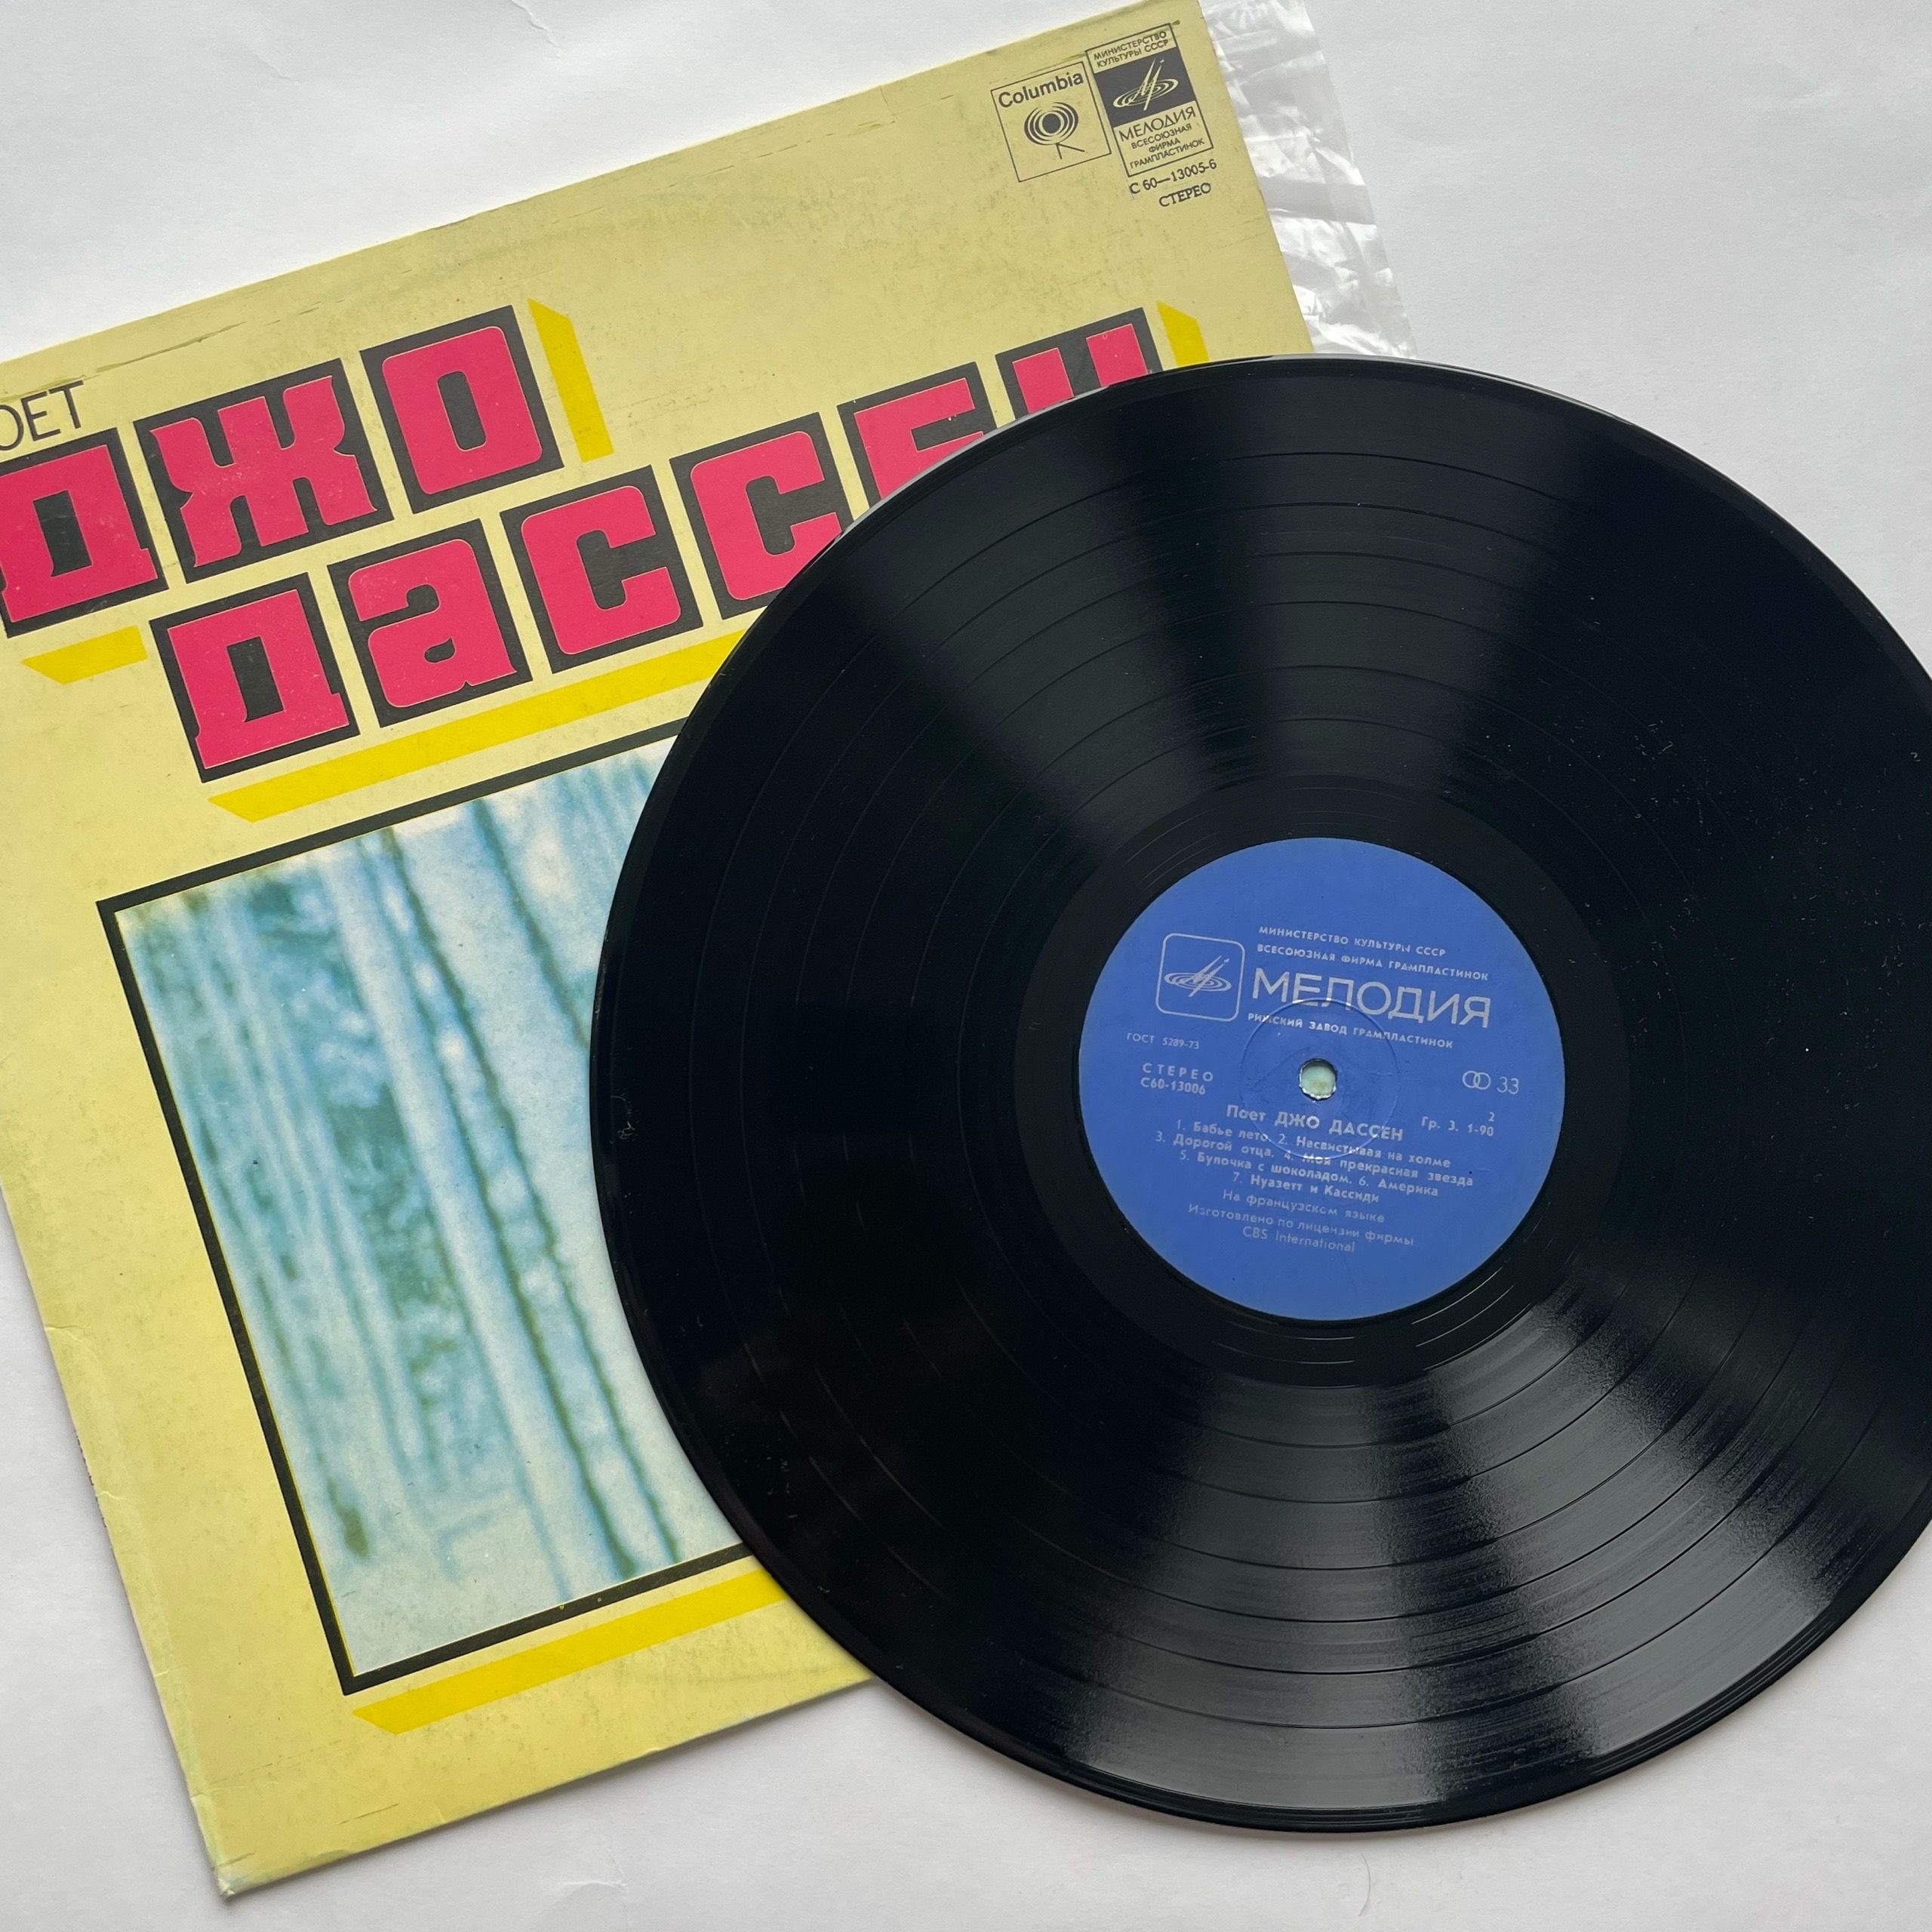 Columbia
МИНИСТЕРСТВО
КУЛЬТУРЫ СССР
МЕЛОДИЯ
ВСЕСОЮЗНАЯ
ФИРМА
ГРАМПЛАСТИНОК
С 60—13005-6
СТЕРЕО
ОЕТ
ДЖО
ДАССЕН
МИНИСТЕРСТВО КУЛЬТУРЫ СССР
ВСЕСОЮЗНАЯ ФИРМА ГРАМПЛАСТИНОК
МЕЛОДИЯ
РИЖСКИЙ ЗАВОД ГРАМПЛАСТИНОК
ГОСТ 5289-73
СТЕРЕО
С60-13006
33
2
Гр. 3. 1-90
Поет ДЖО ДАССЕН
1. Бабье лето. 2. Насвистывая на холме
3. Дорогой отца. 4. Моя прекрасная звезда
5. Булочка с шоколадом. 6. Америка
7. Нуазетт и Кассиди
На французском языке
Изготовлено по лицензии фирмы
CBS International